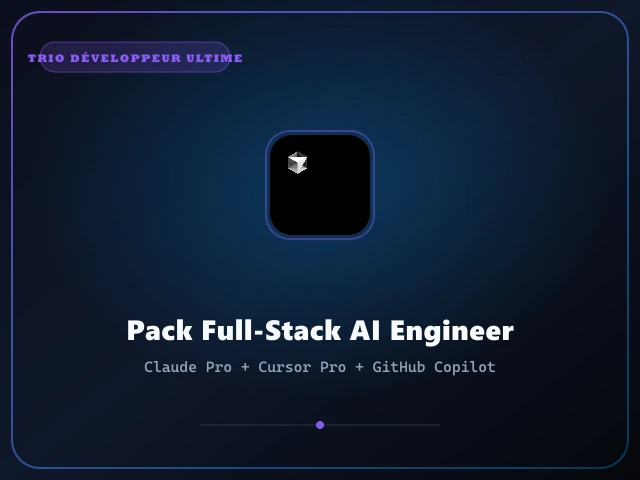 TRIO DÉVELOPPEUR ULTIME
Pack Full-Stack AI Engineer
Claude Pro + Cursor Pro + GitHub Copilot